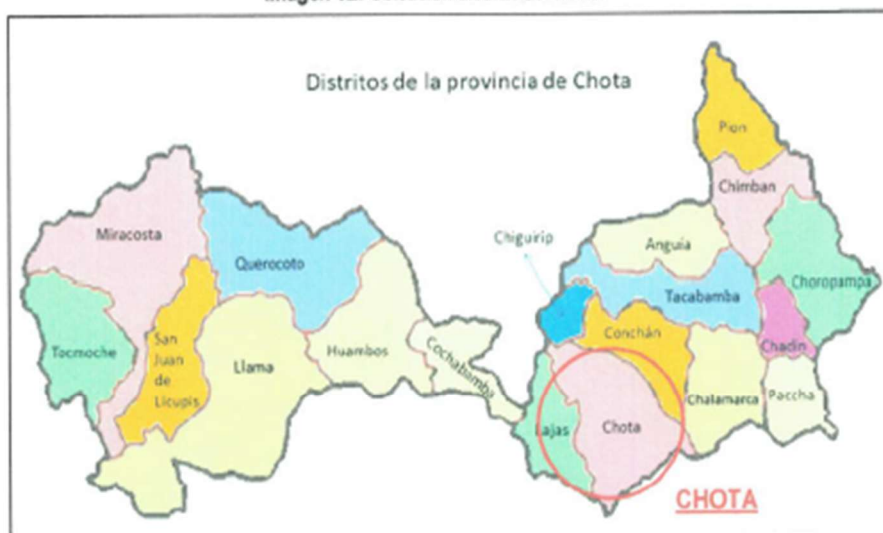 Distritos de la provincia de Chota
Pion
Chimban
Miracosta
Chiguirip
Anguía
Querocoto
Choropampa
Tacabamba
San
Juan
de
Licupis
Tocmoche
Conchán
Chadin
Huambos
Cochabamba
Llama
Chalamarca
Paccha
Lajas
Chota
CHOTA